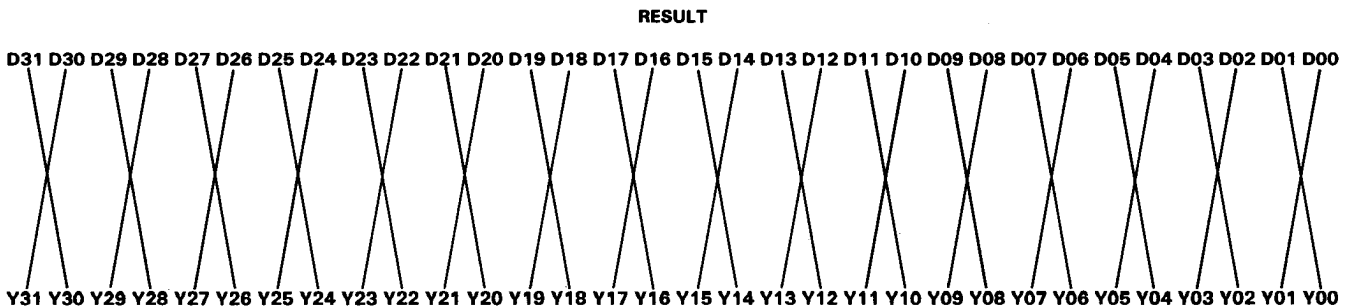 RESULT
D31 D30 D29 D28 D27 D26 D25 D24 D23 D22 D21 D20 D19 D18 D17 D16 D15 D14 D13 D12 D11 D10 D09 D08 D07 D06 D05 D04 D03 D02 D01 D00
Y31 Y30 Y29 Y28 Y27 Y26 Y25 Y24 Y23 Y22 Y21 Y20 Y19 Y18 Y17 Y16 Y15 Y14 Y13 Y12 Y11 Y10 Y09 Y08 Y07 Y06 Y05 Y04 Y03 Y02 Y01 Y00